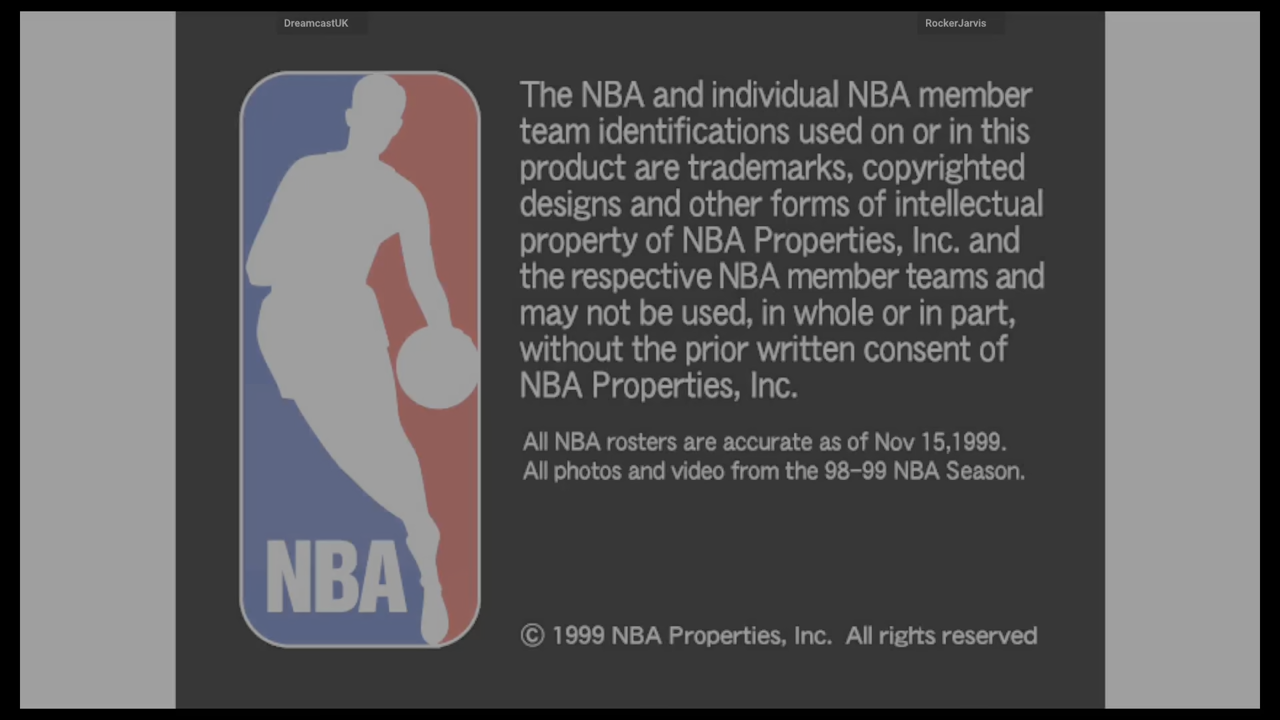 DreamcastUK
RockerJarvis
The NBA and individual NBA member
team identifications used on or in this
product are trademarks, copyrighted
designs and other forms of intellectual
property of NBA Properties, Inc. and
the respective NBA member teams and
may not be used, in whole or in part,
without the prior written consent of
NBA Properties, Inc.
All NBA rosters are accurate as of Nov 15,1999.
All photos and video from the 98-99 NBA Season.
NBA
© 1999 NBA Properties, Inc. All rights reserved